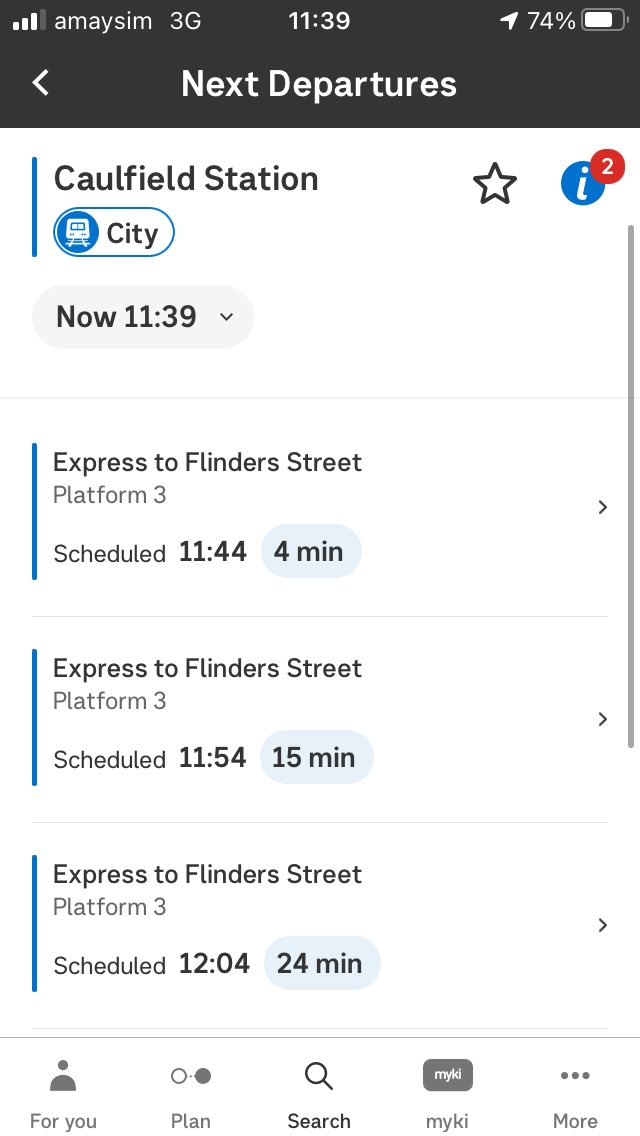 amaysim 3G 11:39 74%
Next Departures
Caulfield Station
i 2
City
Now 11:39
Express to Flinders Street
Platform 3
Scheduled 11:44 4 min
Express to Flinders Street
Platform 3
Scheduled 11:54 15 min
Express to Flinders Street
Platform 3
Scheduled 12:04 24 min
myki
For you Plan Search myki More